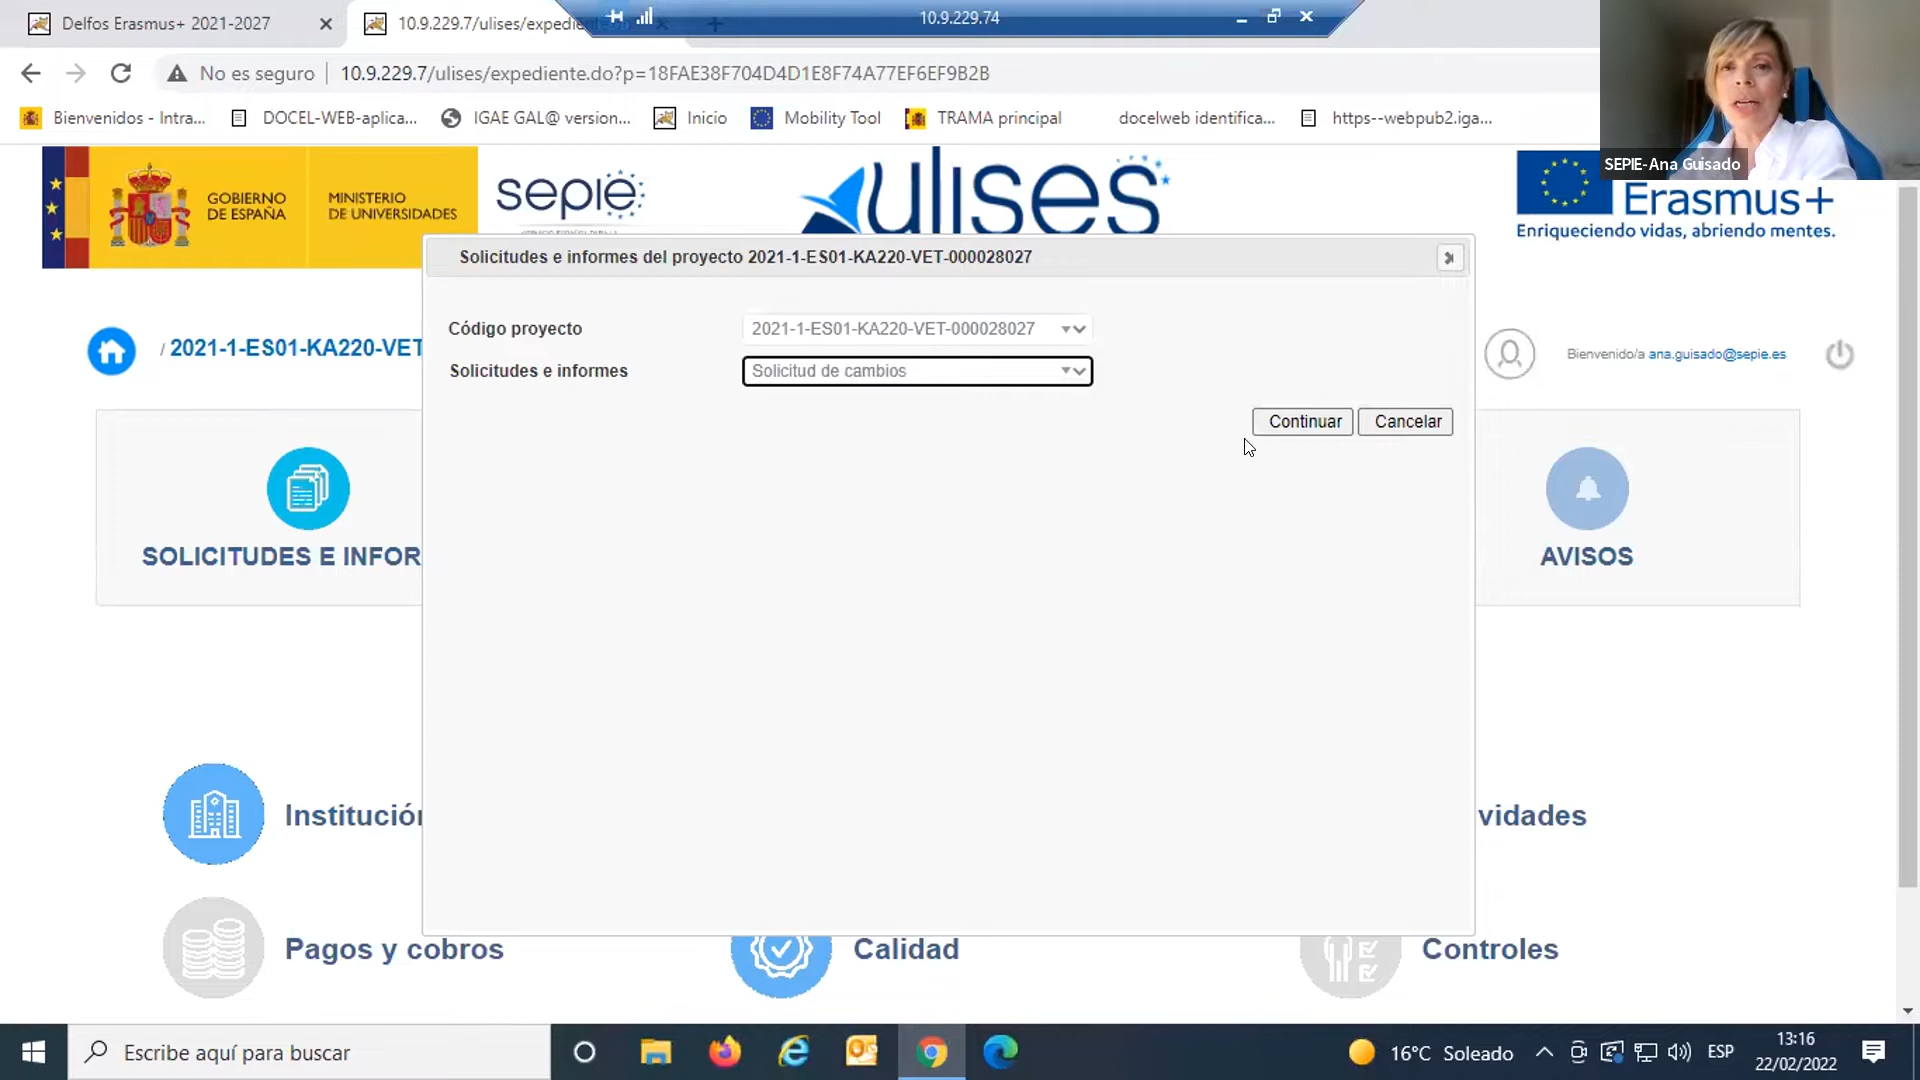 Delfos Erasmus+ 2021-2027
10.9.229.7/ulises/expedie
10.9.229.74
No es seguro
10.9.229.7/ulises/expediente.do?p=18FAE38F704D4D1E8F74A77EF6EF9B2B
Bienvenidos - Intra...
DOCEL-WEB-aplica...
IGAE GAL@ version...
Inicio
Mobility Tool
TRAMA principal
docelweb identifica...
https--webpub2.iga...
SEPIE-Ana Guisado
GOBIERNO
DE ESPAÑA
MINISTERIO
DE UNIVERSIDADES
sepie
ulises
Erasmus+
Enriqueciendo vidas, abriendo mentes.
Solicitudes e informes del proyecto 2021-1-ES01-KA220-VET-000028027
Código proyecto
2021-1-ES01-KA220-VET-000028027
/ 2021-1-ES01-KA220-VET
Bienvenido/a ana.guisado@sepie.es
Solicitudes e informes
Solicitud de cambios
Continuar
Cancelar
SOLICITUDES E INFOR
AVISOS
Institución
vidades
Pagos y cobros
Calidad
Controles
Escribe aquí para buscar
16°C Soleado
ESP
13:16
22/02/2022